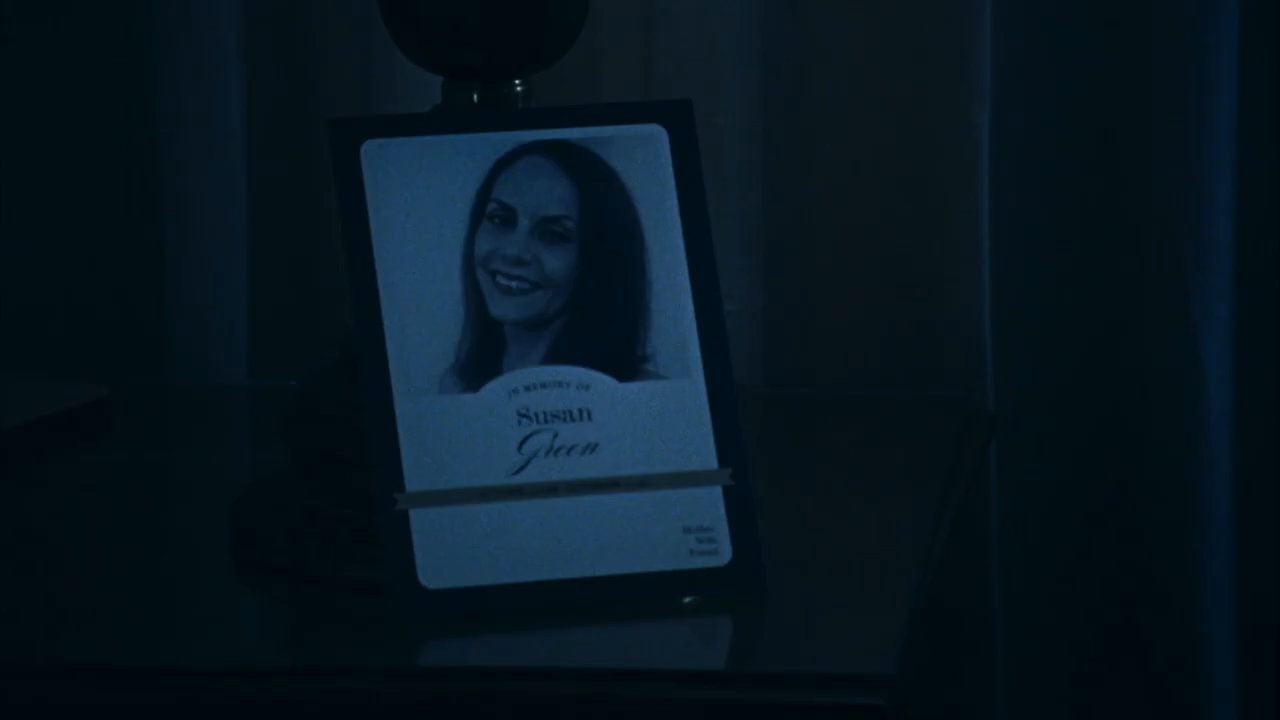 IN MEMORY OF
Susan
Green
Mother
Wife
Friend